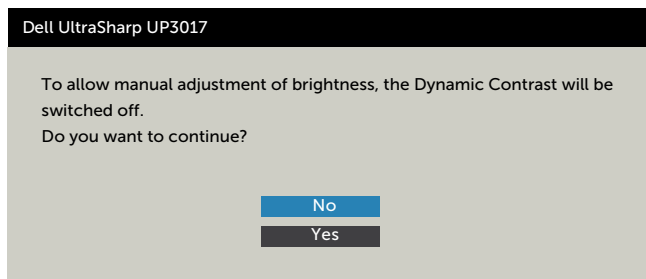 Dell UltraSharp UP3017
To allow manual adjustment of brightness, the Dynamic Contrast will be
switched off.
Do you want to continue?
No
Yes